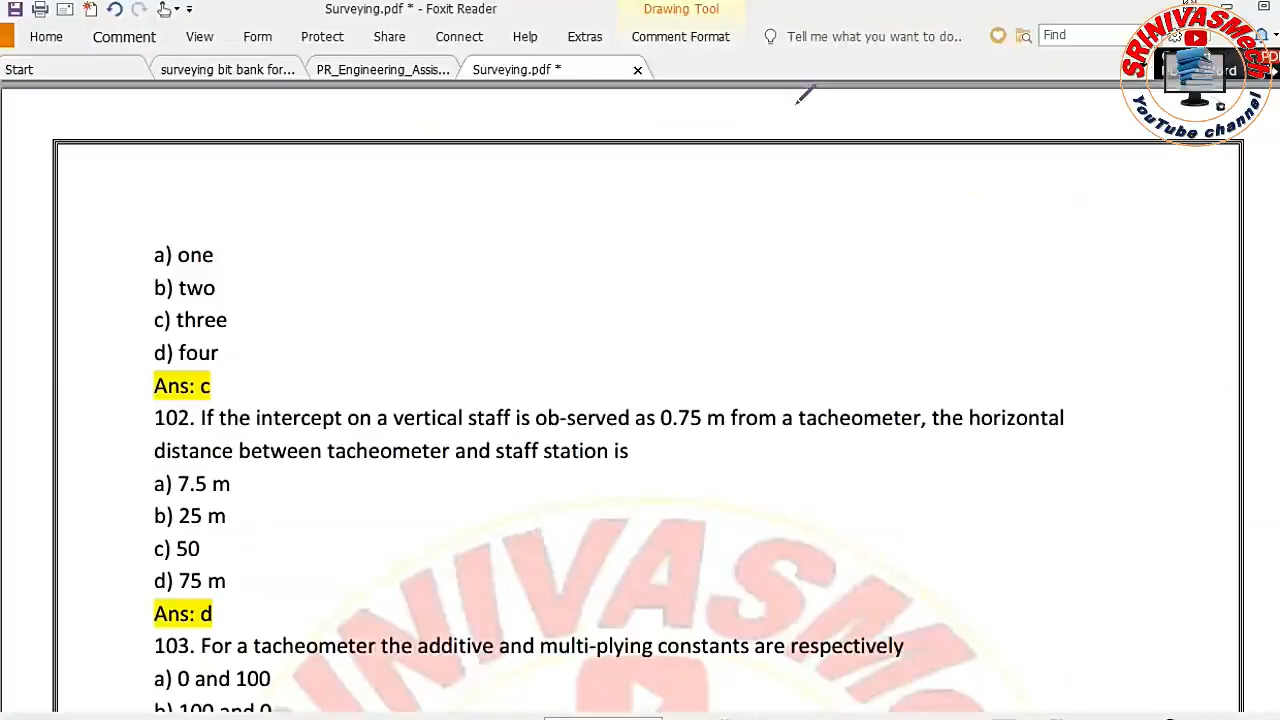 Surveying.pdf * - Foxit Reader
Drawing Tool
Home Comment View Form Protect Share Connect Help Extras Comment Format Tell me what you want to do.. Find
Start surveying bit bank for... PR_Engineering_Assis... Surveying.pdf *
SRINIVASMech
YouTube channel
a) one
b) two
c) three
d) four
Ans: c
102. If the intercept on a vertical staff is ob-served as 0.75 m from a tacheometer, the horizontal
distance between tacheometer and staff station is
a) 7.5 m
b) 25 m
c) 50
d) 75 m
Ans: d
103. For a tacheometer the additive and multi-plying constants are respectively
a) 0 and 100
b) 100 and 0